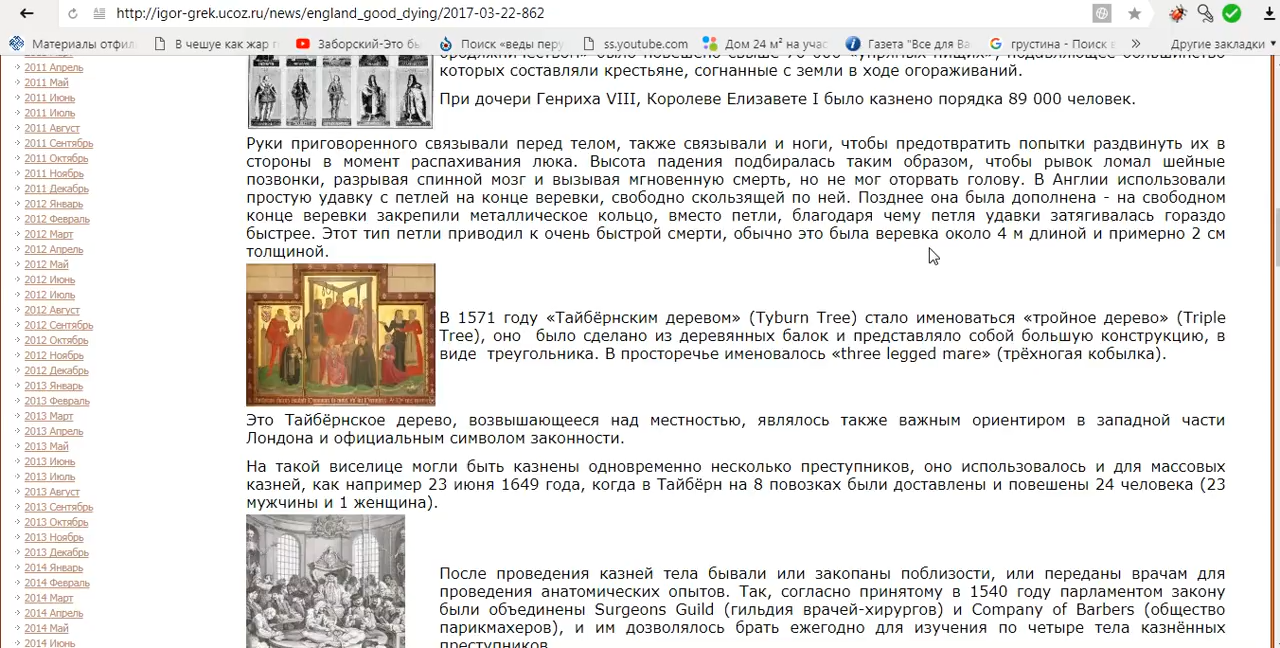 http://igor-grek.ucoz.ru/news/england_good_dying/2017-03-22-862
Материалы отфил
В чешуе как жар г
Заборский-Это бы
Поиск «веды перу
ss.youtube.com
Дом 24 м² на учас
Газета "Все для Ва
грустина - Поиск в
»
Другие закладки
2011 Апрель
2011 Май
2011 Июнь
2011 Июль
2011 Август
2011 Сентябрь
2011 Октябрь
2011 Ноябрь
2011 Декабрь
2012 Январь
2012 Февраль
2012 Март
2012 Апрель
2012 Май
2012 Июнь
2012 Июль
2012 Август
2012 Сентябрь
2012 Октябрь
2012 Ноябрь
2012 Декабрь
2013 Январь
2013 Февраль
2013 Март
2013 Апрель
2013 Май
2013 Июнь
2013 Июль
2013 Август
2013 Сентябрь
2013 Октябрь
2013 Ноябрь
2013 Декабрь
2014 Январь
2014 Февраль
2014 Март
2014 Апрель
2014 Май
2014 Июнь
которых составляли крестьяне, согнанные с земли в ходе огораживаний.
При дочери Генриха VIII, Королеве Елизавете I было казнено порядка 89 000 человек.
Руки приговоренного связывали перед телом, также связывали и ноги, чтобы предотвратить попытки раздвинуть их в
стороны в момент распахивания люка. Высота падения подбиралась таким образом, чтобы рывок ломал шейные
позвонки, разрывая спинной мозг и вызывая мгновенную смерть, но не мог оторвать голову. В Англии использовали
простую удавку с петлей на конце веревки, свободно скользящей по ней. Позднее она была дополнена - на свободном
конце веревки закрепили металлическое кольцо, вместо петли, благодаря чему петля удавки затягивалась гораздо
быстрее. Этот тип петли приводил к очень быстрой смерти, обычно это была веревка около 4 м длиной и примерно 2 см
толщиной.
В 1571 году «Тайбёрнским деревом» (Tyburn Tree) стало именоваться «тройное дерево» (Triple
Tree), оно было сделано из деревянных балок и представляло собой большую конструкцию, в
виде треугольника. В просторечье именовалось «three legged mare» (трёхногая кобылка).
Это Тайбёрнское дерево, возвышающееся над местностью, являлось также важным ориентиром в западной части
Лондона и официальным символом законности.
На такой виселице могли быть казнены одновременно несколько преступников, оно использовалось и для массовых
казней, как например 23 июня 1649 года, когда в Тайбёрн на 8 повозках были доставлены и повешены 24 человека (23
мужчины и 1 женщина).
После проведения казней тела бывали или закопаны поблизости, или переданы врачам для
проведения анатомических опытов. Так, согласно принятому в 1540 году парламентом закону
были объединены Surgeons Guild (гильдия врачей-хирургов) и Company of Barbers (общество
парикмахеров), и им дозволялось брать ежегодно для изучения по четыре тела казнённых
преступников.